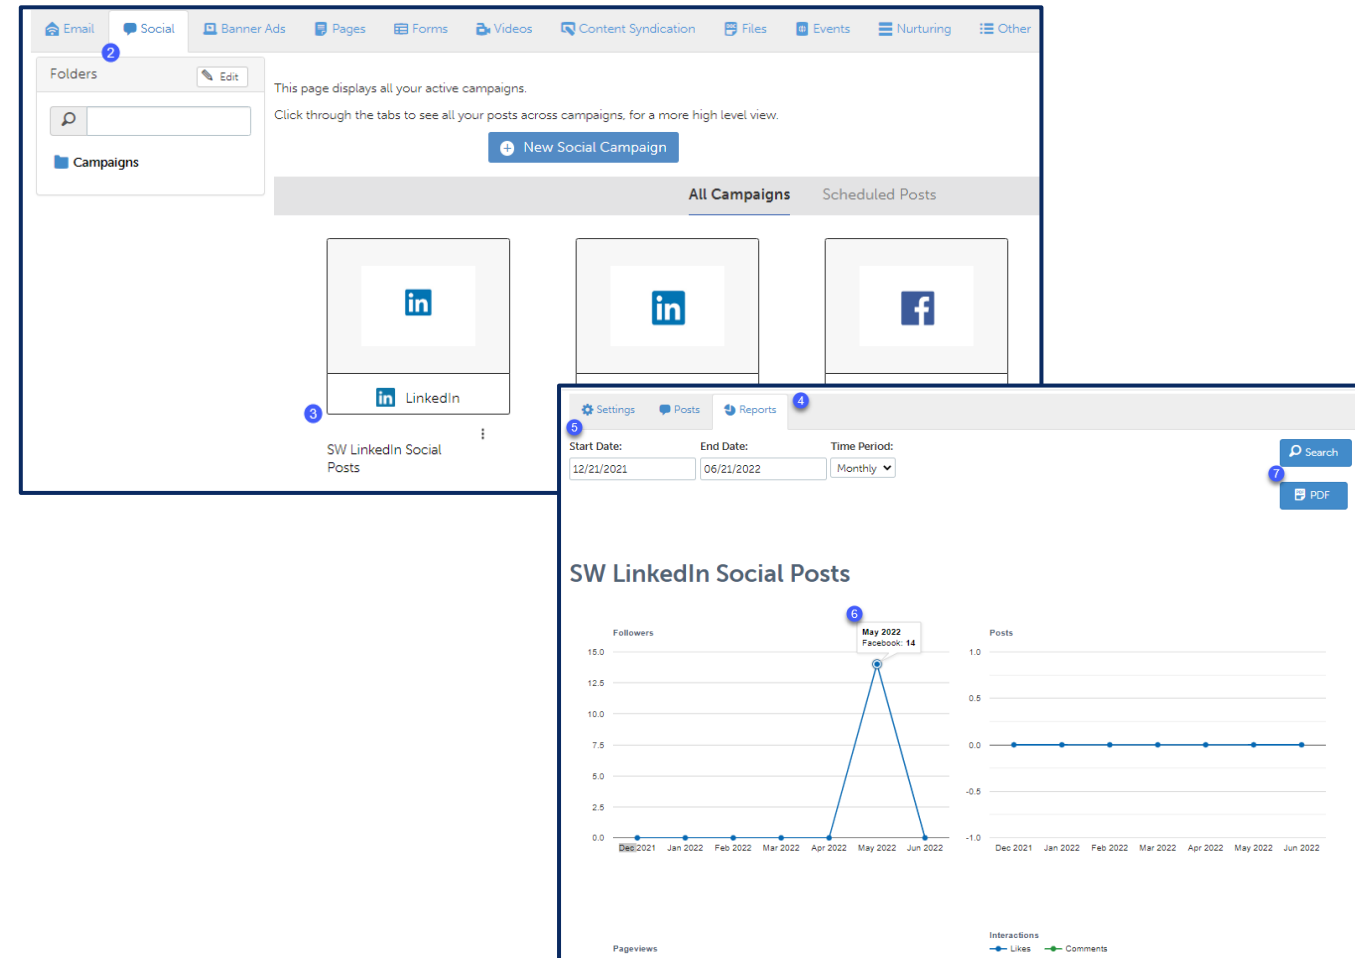 Email Social Banner Ads Pages Forms Videos Content Syndication Files Events Nurturing Other
2
Folders Edit
This page displays all your active campaigns.
Click through the tabs to see all your posts across campaigns, for a more high level view.
New Social Campaign
Campaigns
All Campaigns Scheduled Posts
in in f
in LinkedIn
3
SW LinkedIn Social
Posts
Settings Posts Reports 4
5
Start Date: End Date: Time Period:
12/21/2021 06/21/2022 Monthly Search
7
PDF
SW LinkedIn Social Posts
6
Followers
May 2022
Facebook: 14
15.0
12.5
10.0
7.5
5.0
2.5
0.0
Dec 2021 Jan 2022 Feb 2022 Mar 2022 Apr 2022 May 2022 Jun 2022
Posts
1.0
0.5
0.0
-0.5
-1.0
Dec 2021 Jan 2022 Feb 2022 Mar 2022 Apr 2022 May 2022 Jun 2022
Pageviews
Interactions
Likes Comments